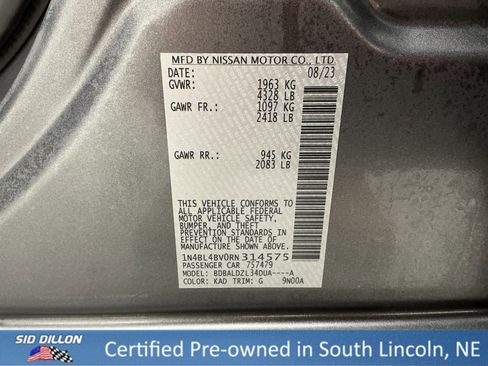 MFD BY NISSAN MOTOR CO., LTD.
DATE: 08/23
GVWR: 1963 KG
4328 LB
GAWR FR.: 1097 KG
2418 LB
GAWR RR.: 945 KG
2083 LB
THIS VEHICLE CONFORMS TO
ALL APPLICABLE FEDERAL
MOTOR VEHICLE SAFETY,
BUMPER, AND THEFT
PREVENTION STANDARDS
IN EFFECT ON THE DATE OF
MANUFACTURE SHOWN ABOVE.
1N4BL4BV0RN314575
PASSENGER CAR 757479
MODEL: BDBALDZL34DUA----A
COLOR: KAD TRIM: G 9N00A
SID DILLON
Certified Pre-owned in South Lincoln, NE